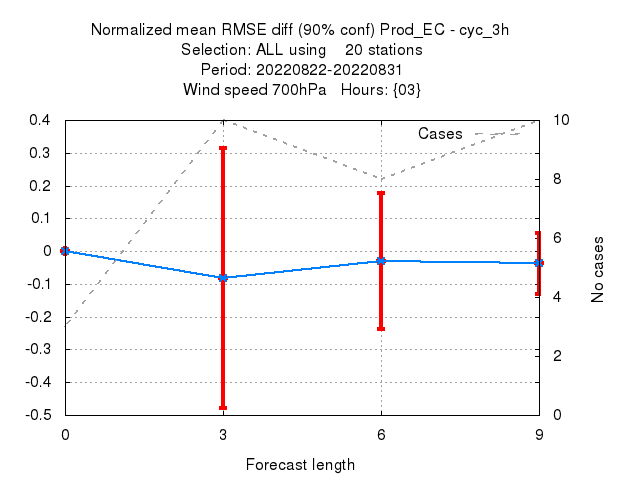 Normalized mean RMSE diff (90% conf) Prod_EC - cyc_3h
Selection: ALL using    20 stations
Period: 20220822-20220831
Wind speed 700hPa   Hours: {03}
Cases
0.4
0.3
0.2
0.1
0
-0.1
-0.2
-0.3
-0.4
-0.5
10
8
6
4
2
0
No cases
0
3
6
9
Forecast length